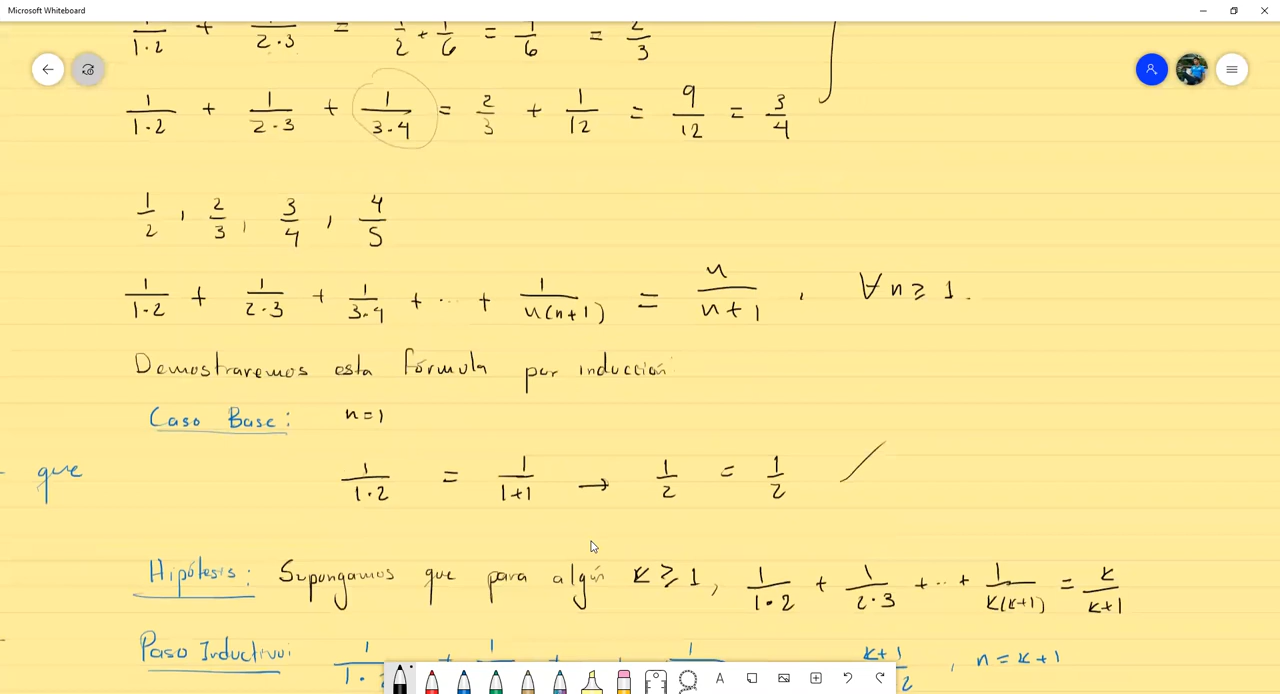 Microsoft Whiteboard
1/(1·2) + 1/(2·3) = 1/2 + 1/6 = /6 = 2/3
1/(1·2) + 1/(2·3) + 1/(3·4) = 2/3 + 1/12 = 9/12 = 3/4
1/2 , 2/3 , 3/4 , 4/5
1/(1·2) + 1/(2·3) + 1/(3·4) + ··· + 1/(n(n+1)) = n/(n+1) , ∀ n ≥ 1.
Demostraremos esta fórmula por inducción:
Caso Base: n=1
que
1/(1·2) = 1/(1+1) → 1/2 = 1/2
Hipótesis: Supongamos que para algún K ≥ 1, 1/(1·2) + 1/(2·3) + ··· + 1/(K(K+1)) = K/(K+1)
Paso Inductivo: k+1 , n = k+1